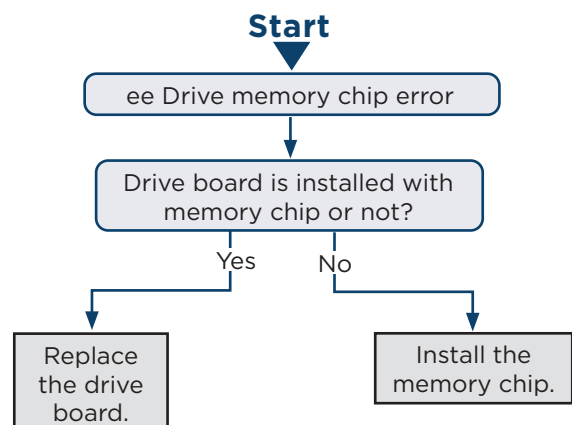 Start
ee Drive memory chip error
Drive board is installed with
memory chip or not?
Yes
No
Replace
the drive
board.
Install the
memory chip.